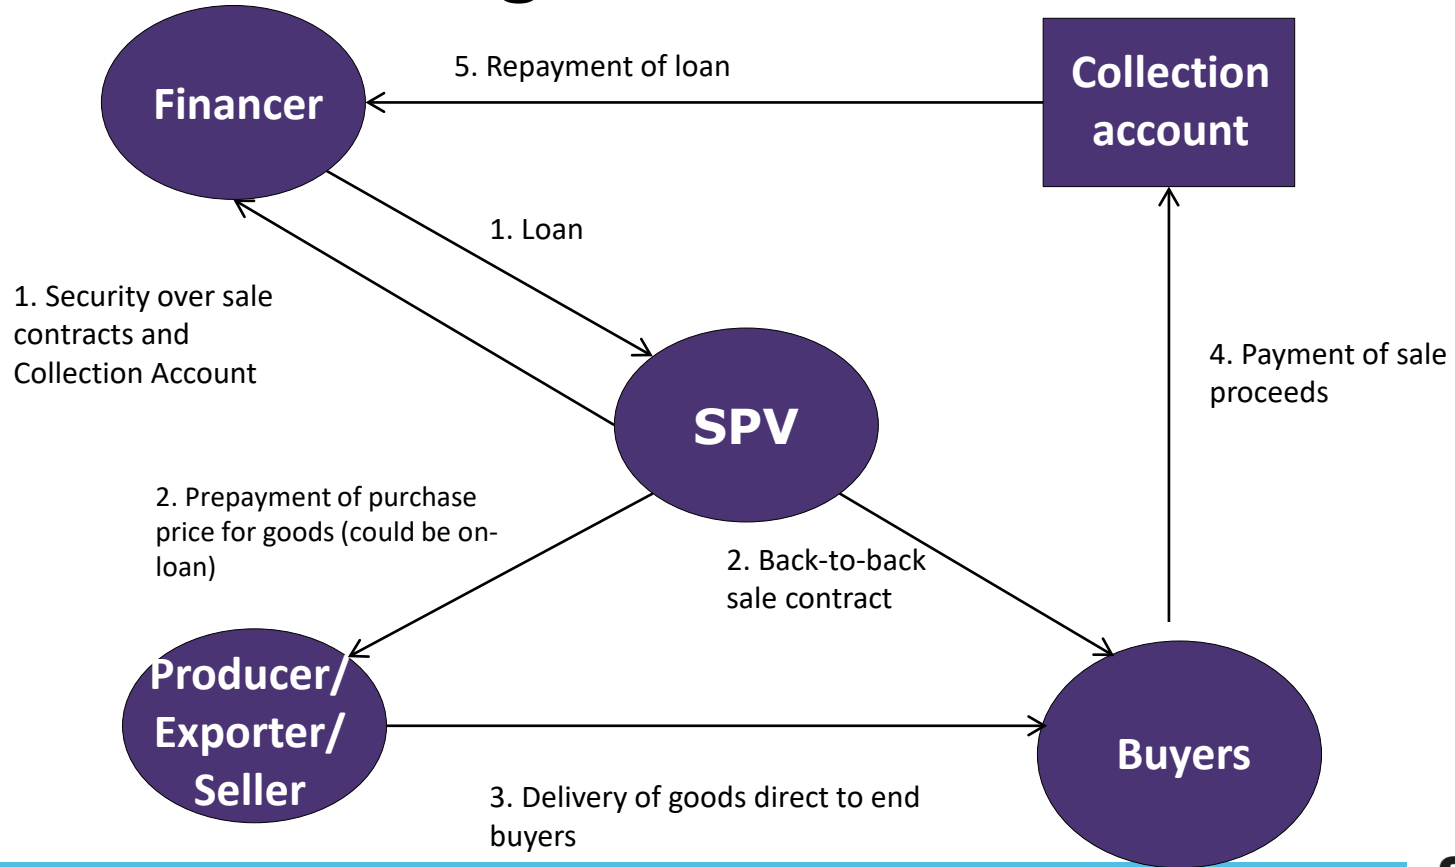 5. Repayment of loan
Financer
Collection
account
1. Loan
1. Security over sale
contracts and
Collection Account
4. Payment of sale
proceeds
SPV
2. Prepayment of purchase
price for goods (could be on-
loan)
2. Back-to-back
sale contract
Producer/
Exporter/
Seller
Buyers
3. Delivery of goods direct to end
buyers